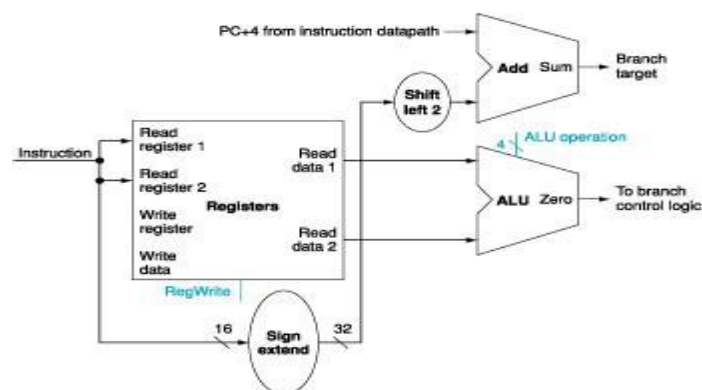 PC+4 from instruction datapath
Add Sum
Branch
target
Shift
left 2
4
ALU operation
Instruction
Read
register 1
Read
register 2
Write
register
Write
data
Registers
Read
data 1
Read
data 2
ALU Zero
To branch
control logic
RegWrite
16
Sign
extend
32